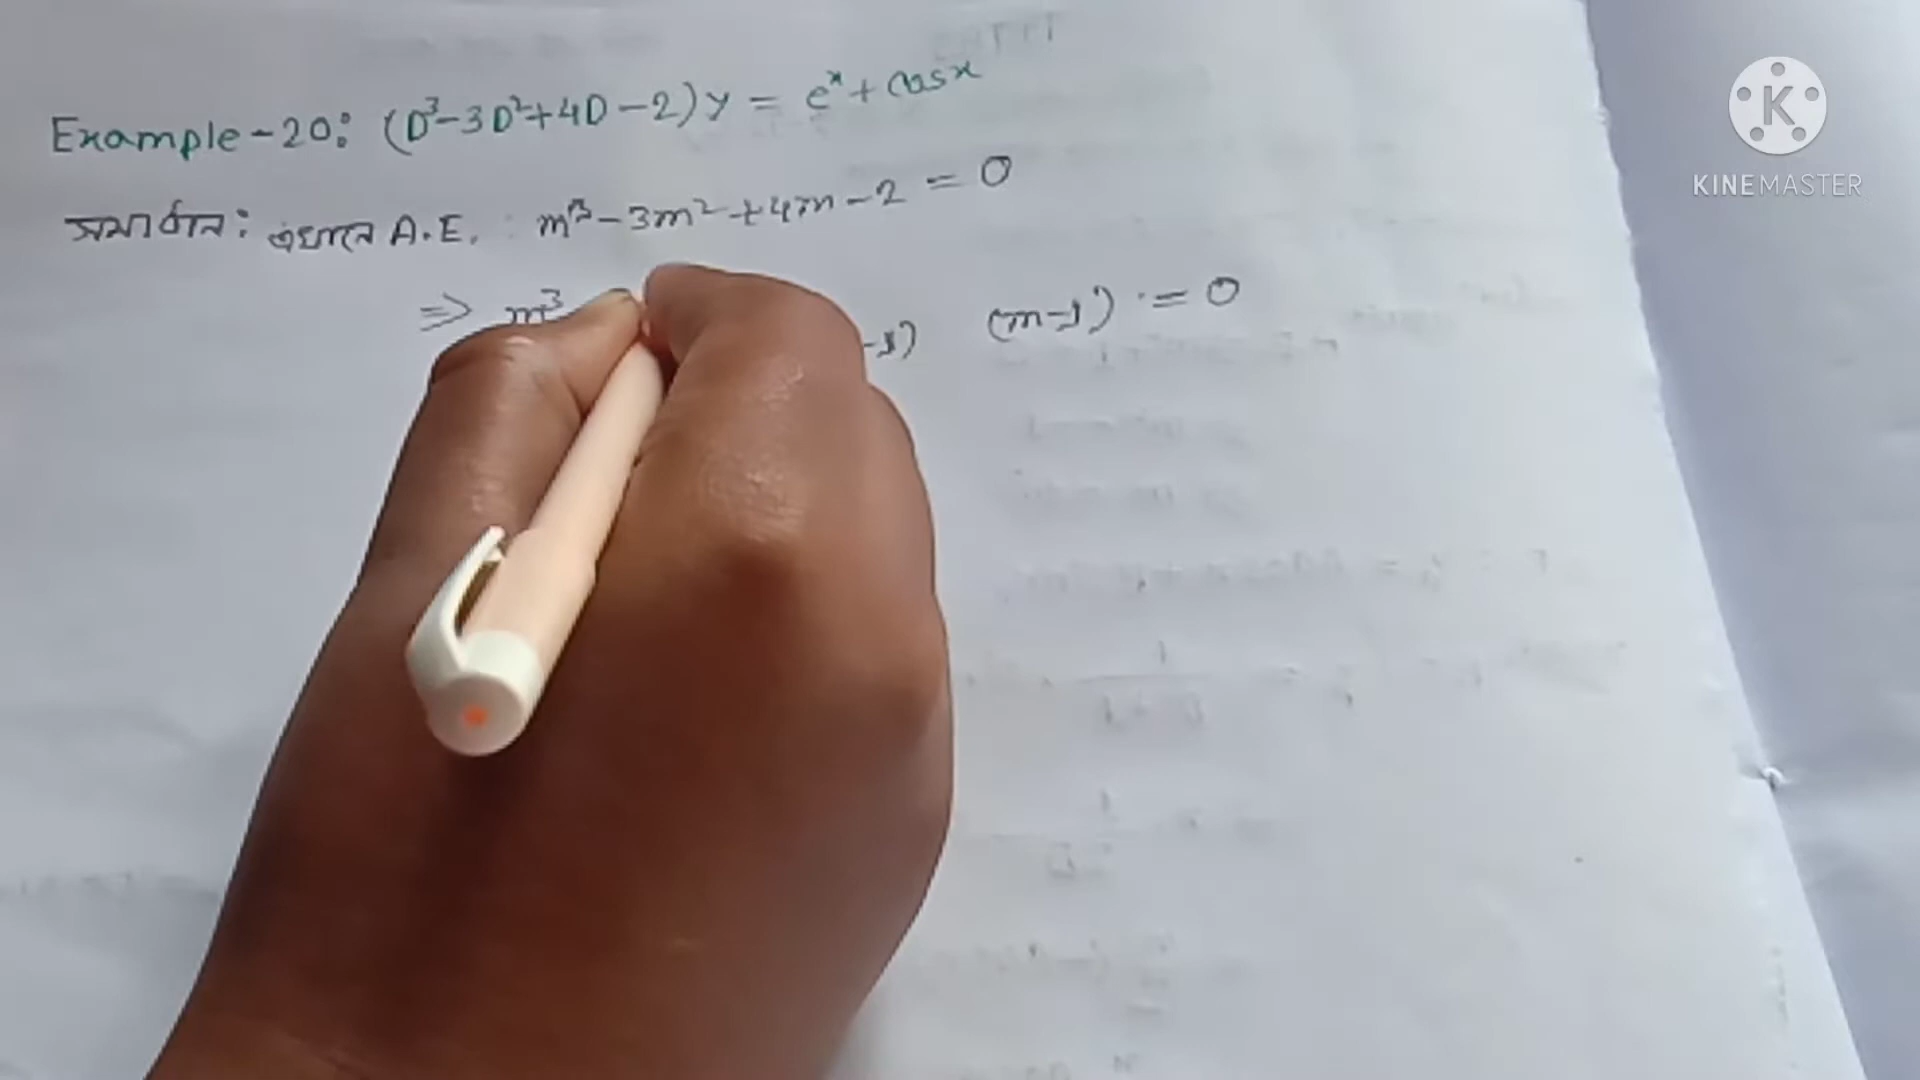 Example-20: (D³-3D²+4D-2)y = eˣ + Cosx
সমাধান: এখানে A.E. : m³-3m²+4m-2 = 0
⇒ m³ -1) (m-1) = 0
KINEMASTER